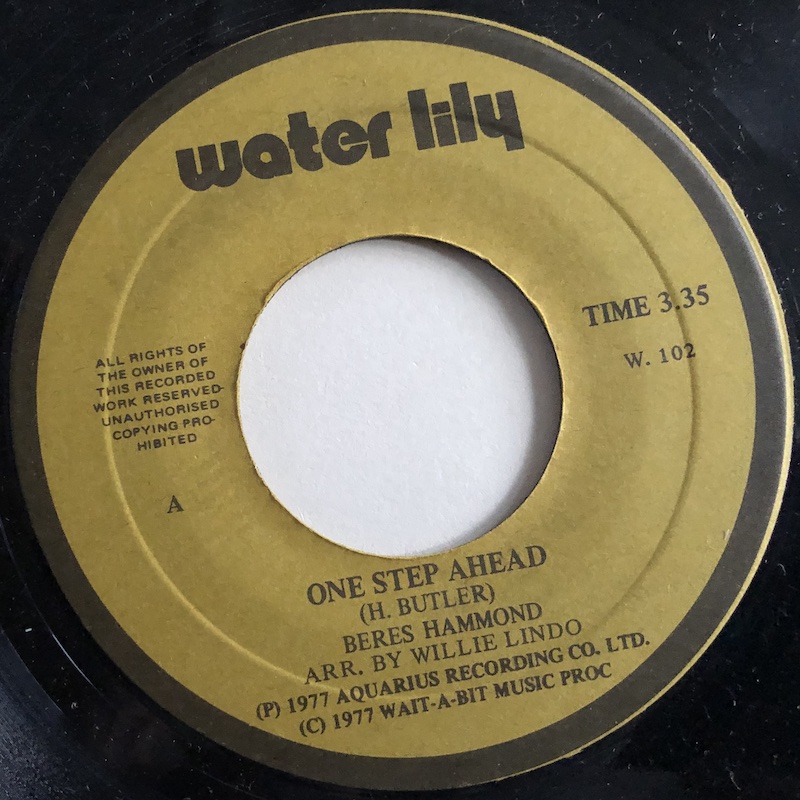 water lily
TIME 3.35
W. 102
ALL RIGHTS OF
THE OWNER OF
THIS RECORDED
WORK RESERVED-
UNAUTHORISED
COPYING PRO-
HIBITED
A
ONE STEP AHEAD
(H. BUTLER)
BERES HAMMOND
ARR. BY WILLIE LINDO
(P) 1977 AQUARIUS RECORDING CO. LTD.
(C) 1977 WAIT-A-BIT MUSIC PROC